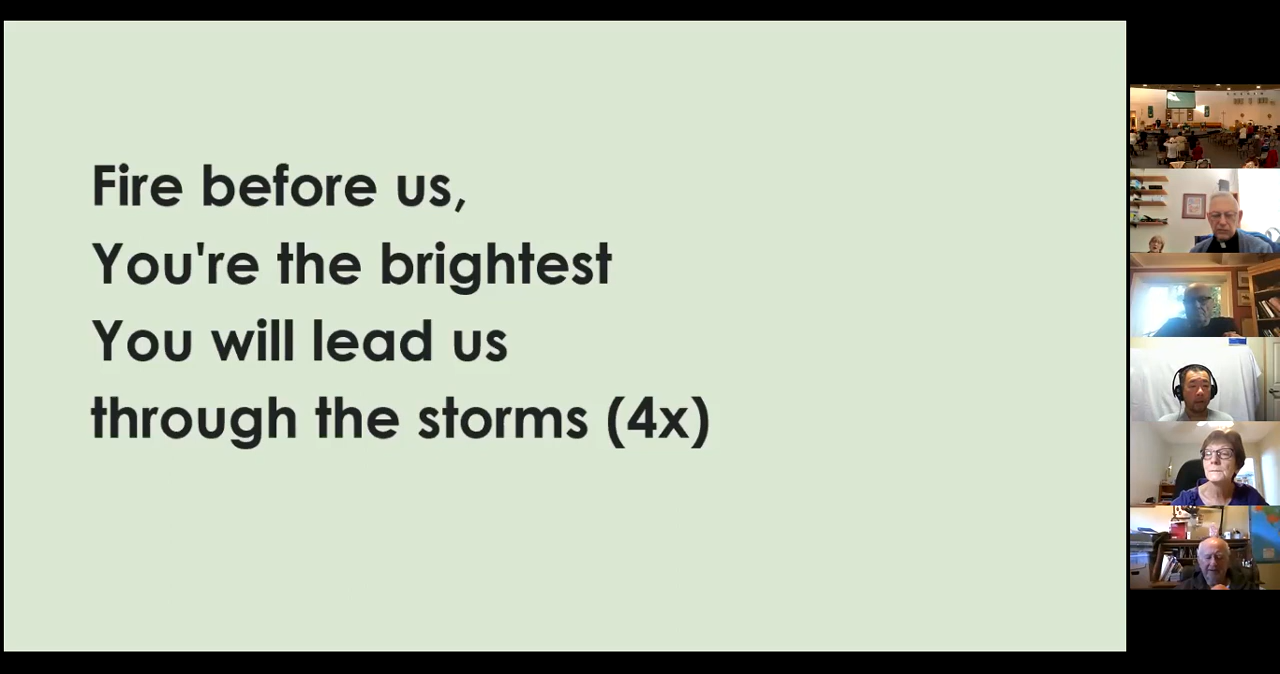 Fire before us,
You're the brightest
You will lead us
through the storms (4x)